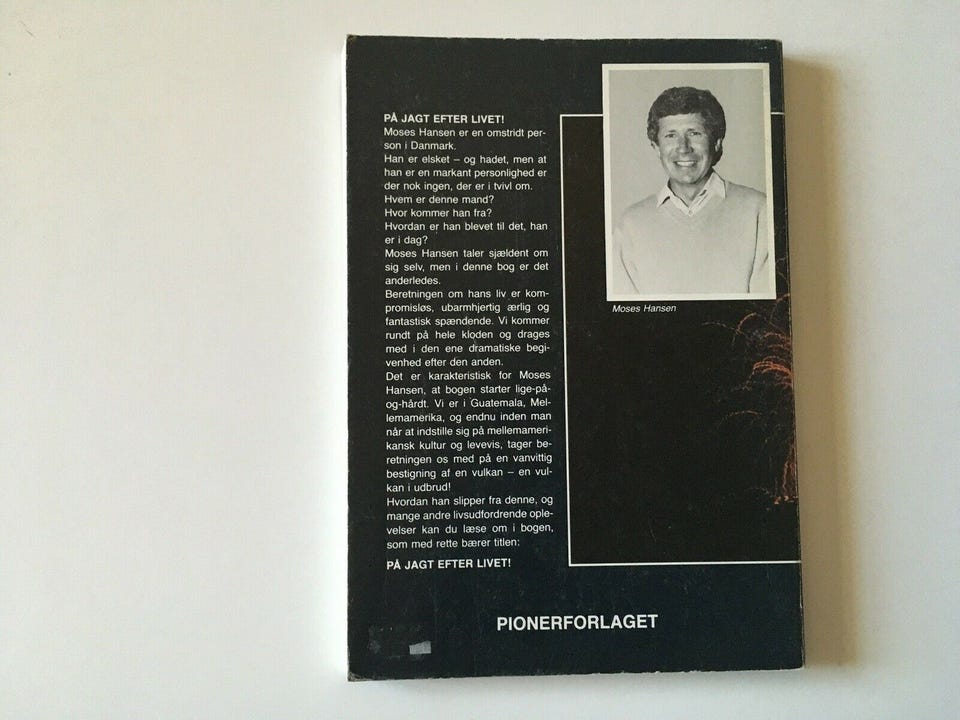 PÅ JAGT EFTER LIVET!
Moses Hansen er en omstridt per-
son i Danmark.
Han er elsket – og hadet, men at
han er en markant personlighed er
der nok ingen, der er i tvivl om.
Hvem er denne mand?
Hvor kommer han fra?
Hvordan er han blevet til det, han
er i dag?
Moses Hansen taler sjældent om
sig selv, men i denne bog er det
anderledes.
Beretningen om hans liv er kom-
promisløs, ubarmhjertig ærlig og
fantastisk spændende. Vi kommer
rundt på hele kloden og drages
med i den ene dramatiske begi-
venhed efter den anden.
Det er karakteristisk for Moses
Hansen, at bogen starter lige-på-
og-hårdt. Vi er i Guatemala, Mel-
lemamerika, og endnu inden man
når at indstille sig på mellemameri-
kansk kultur og levevis, tager be-
retningen os med på en vanvittig
bestigning af en vulkan – en vul-
kan i udbrud!
Hvordan han slipper fra denne, og
mange andre livsudfordrende ople-
velser kan du læse om i bogen,
som med rette bærer titlen:
PÅ JAGT EFTER LIVET!
Moses Hansen
PIONERFORLAGET